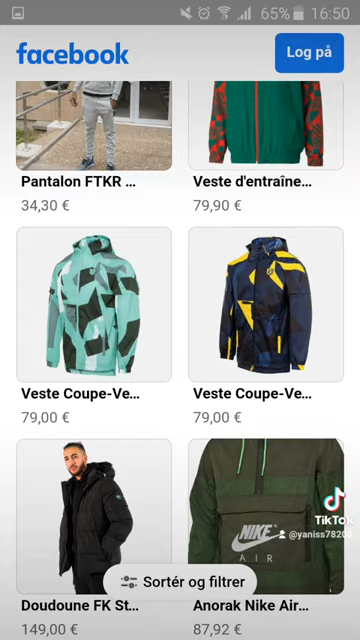 65% 16:50
facebook
Log på
Pantalon FTKR ...
Veste d'entraîne...
34,30 €
79,90 €
Veste Coupe-Ve...
Veste Coupe-Ve...
79,00 €
79,00 €
NIKE
AIR
TikTok
@yaniss78200
Sortér og filtrer
Doudoune FK St...
Anorak Nike Air...
149,00 €
87,92 €